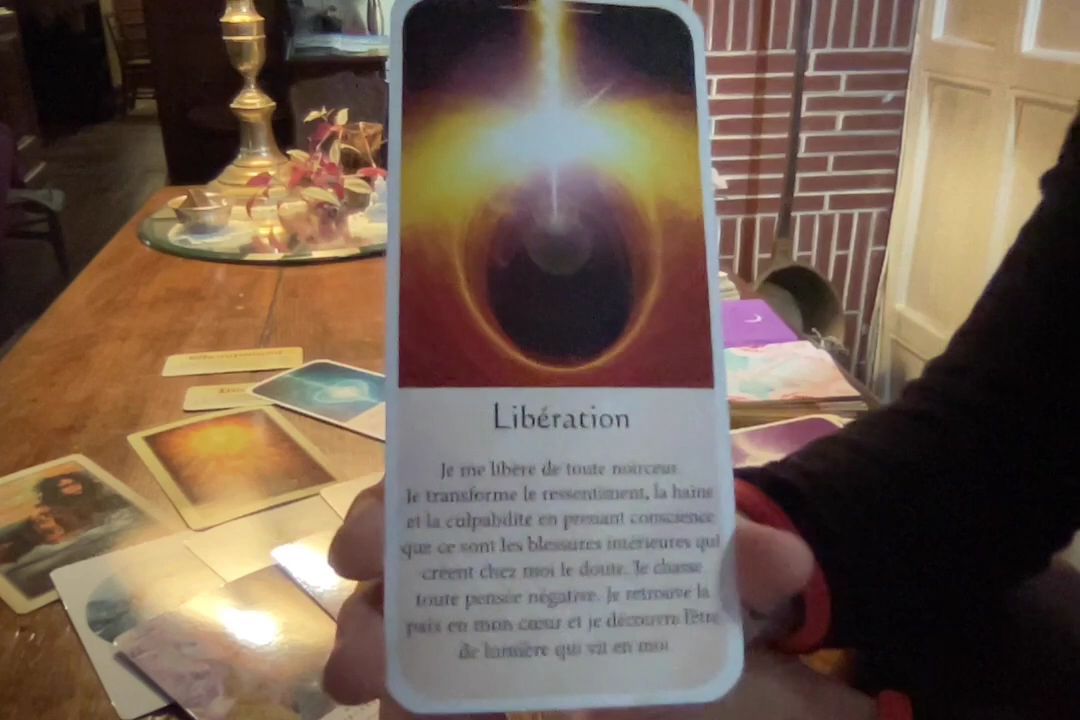 Libération
Je me libère de toute noirceur.
Je transforme le ressentiment, la haine
et la culpabilité en prenant conscience
que ce sont les blessures intérieures qui
créent chez moi le doute. Je chasse
toute pensée négative. Je retrouve la
paix en mon cœur et je découvre l'être
de lumière qui vit en moi.